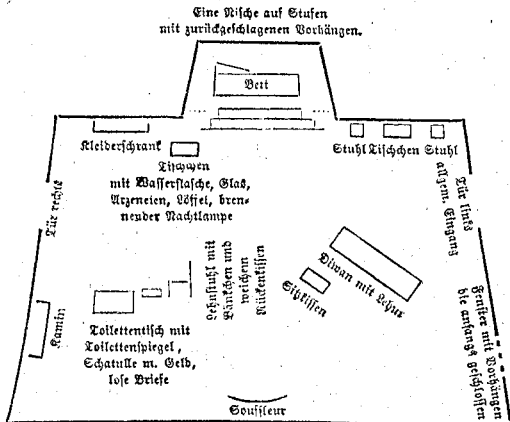 Eine Nische auf Stufen
mit zurückgeschlagenen Vorhängen.
Bett
Kleiderschrank
Tischchen
mit Wasserflasche, Glas,
Arzeneien, Löffel, bren-
nender Nachtlampe
Stuhl Tischchen Stuhl
Tür rechts
Tür links
allgem. Eingang
Lehnstuhl mit
Bänkchen und
weichem
Rückenkissen
Diwan mit Lehne
Sitzkissen
Kamin
Toilettentisch mit
Toilettenspiegel,
Schatulle m. Geld,
lose Briefe
Fenster mit Vorhängen
die anfangs geschlossen
Souffleur